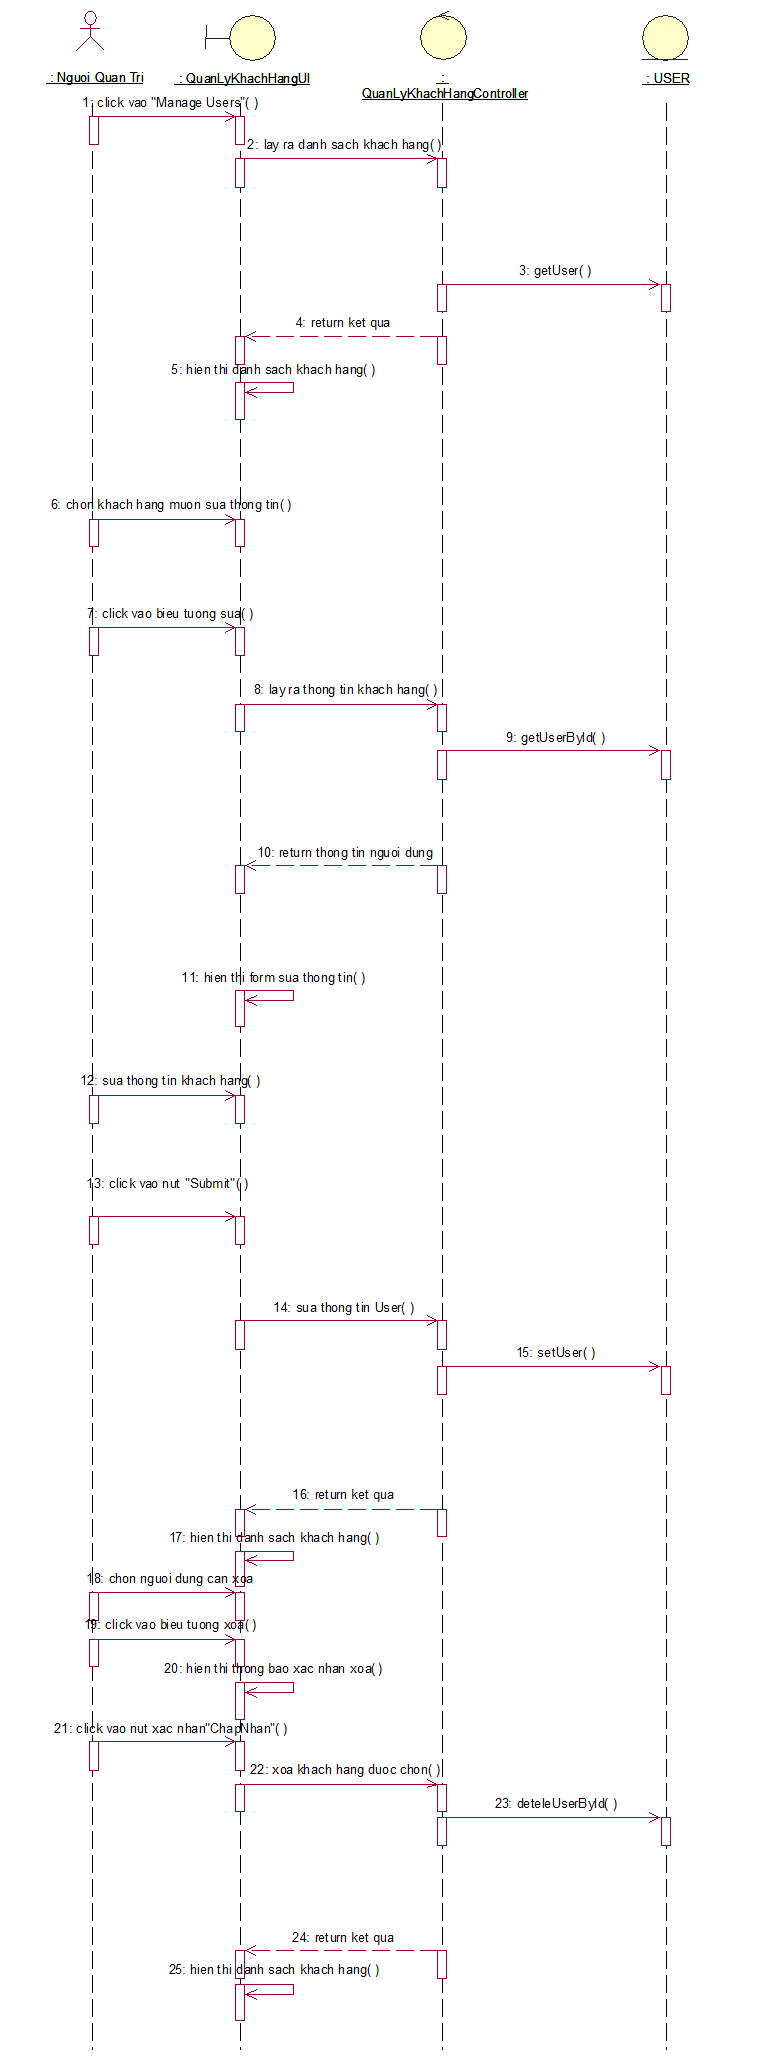 : Nguoi Quan Tri
: QuanLyKhachHangUI
:
QuanLyKhachHangController
: USER
1: click vao "Manage Users"( )
2: lay ra danh sach khach hang( )
3: getUser( )
4: return ket qua
5: hien thi danh sach khach hang( )
6: chon khach hang muon sua thong tin( )
7: click vao bieu tuong sua( )
8: lay ra thong tin khach hang( )
9: getUserById( )
10: return thong tin nguoi dung
11: hien thi form sua thong tin( )
12: sua thong tin khach hang( )
13: click vao nut "Submit"( )
14: sua thong tin User( )
15: setUser( )
16: return ket qua
17: hien thi danh sach khach hang( )
18: chon nguoi dung can xoa
19: click vao bieu tuong xoa( )
20: hien thi thong bao xac nhan xoa( )
21: click vao nut xac nhan"ChapNhan"( )
22: xoa khach hang duoc chon( )
23: deteleUserById( )
24: return ket qua
25: hien thi danh sach khach hang( )